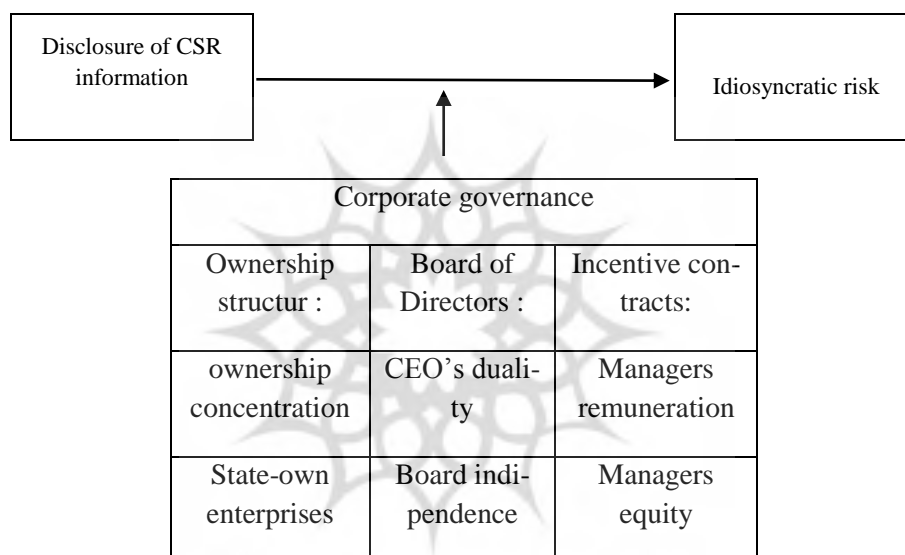 Disclosure of CSR
information
Idiosyncratic risk
Corporate governance
Ownership
structur :
Board of
Directors :
Incentive con-
tracts:
ownership
concentration
CEO’s duali-
ty
Managers
remuneration
State-own
enterprises
Board indi-
pendence
Managers
equity